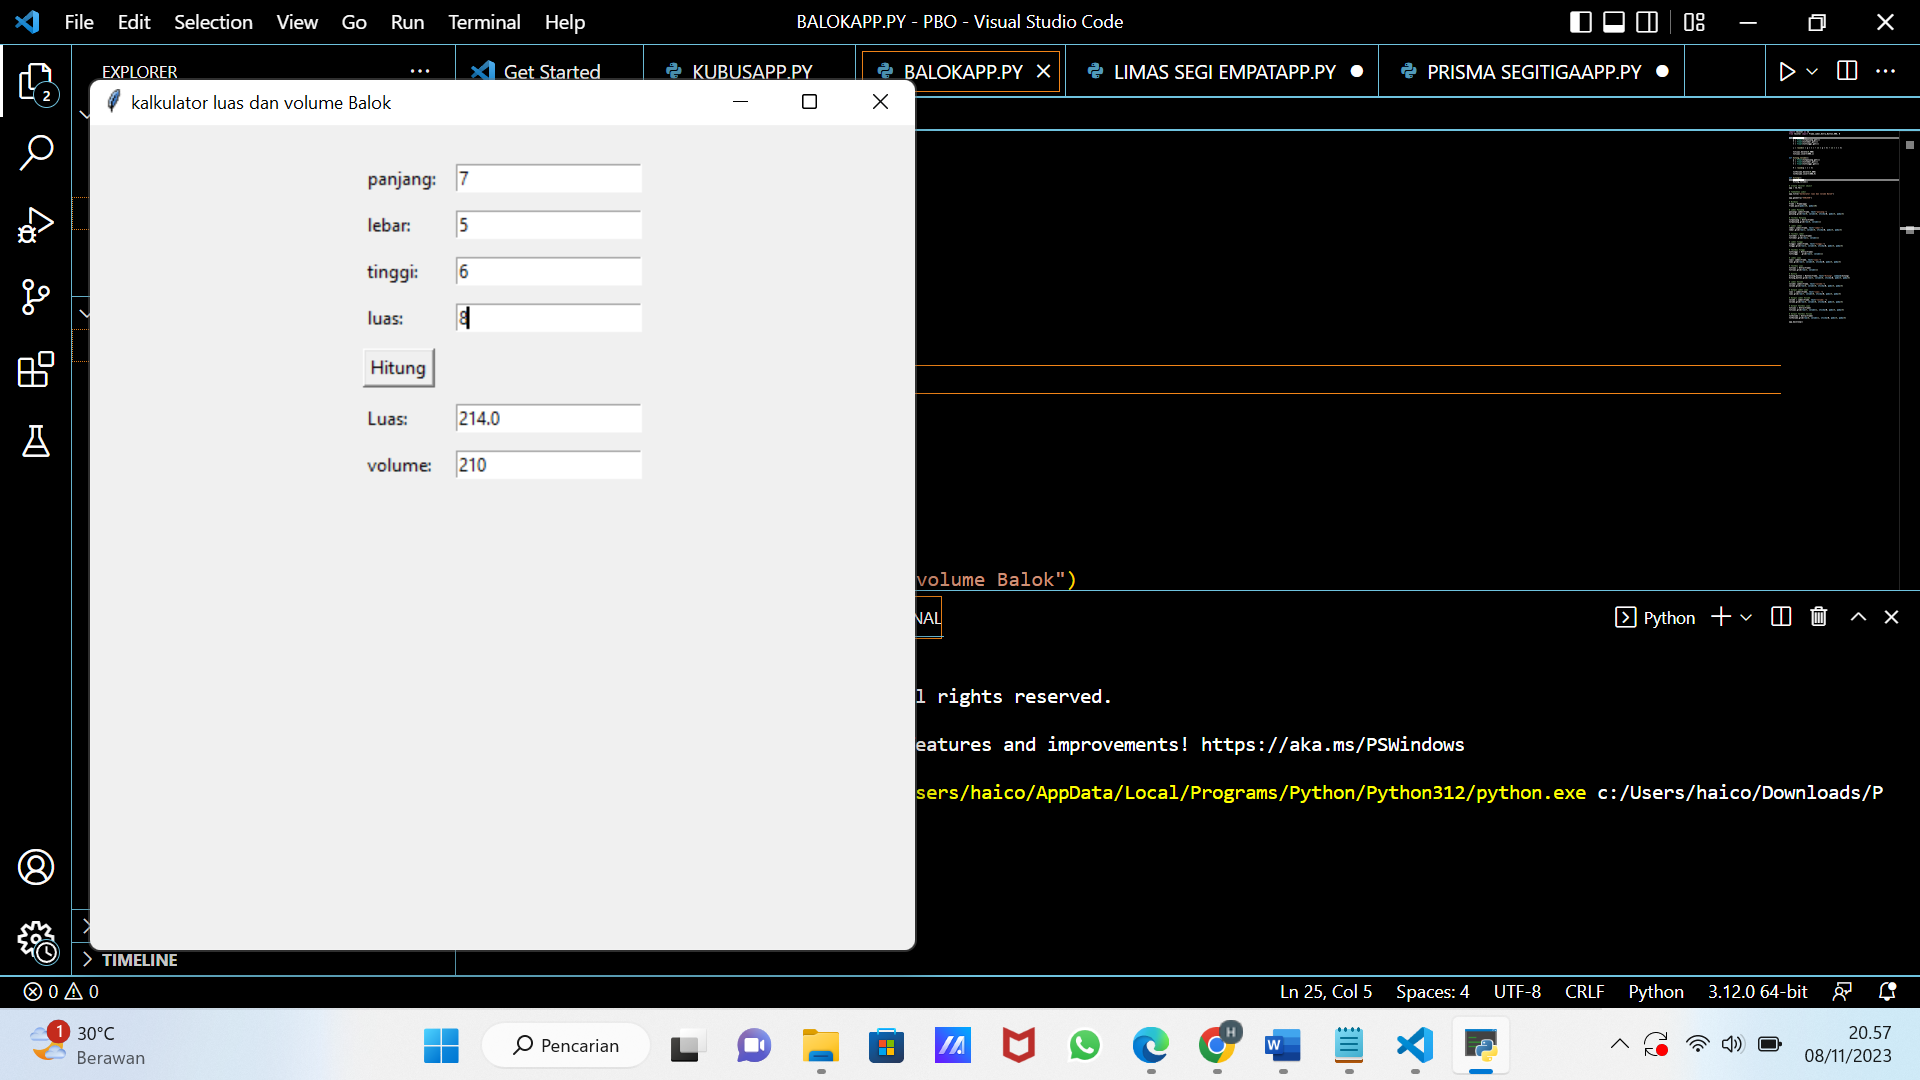 File Edit Selection View Go Run Terminal Help
BALOKAPP.PY - PBO - Visual Studio Code
EXPLORER
Get Started
KUBUSAPP.PY
BALOKAPP.PY
LIMAS SEGI EMPATAPP.PY
PRISMA SEGITIGAAPP.PY
2
kalkulator luas dan volume Balok
panjang: 7
lebar: 5
tinggi: 6
luas: 8
Hitung
Luas: 214.0
volume: 210
volume Balok")
NAL
Python
l rights reserved.
eatures and improvements! https://aka.ms/PSWindows
sers/haico/AppData/Local/Programs/Python/Python312/python.exe c:/Users/haico/Downloads/P
TIMELINE
0 0
Ln 25, Col 5 Spaces: 4 UTF-8 CRLF Python 3.12.0 64-bit
1
30°C
Berawan
Pencarian
H
W
20.57
08/11/2023